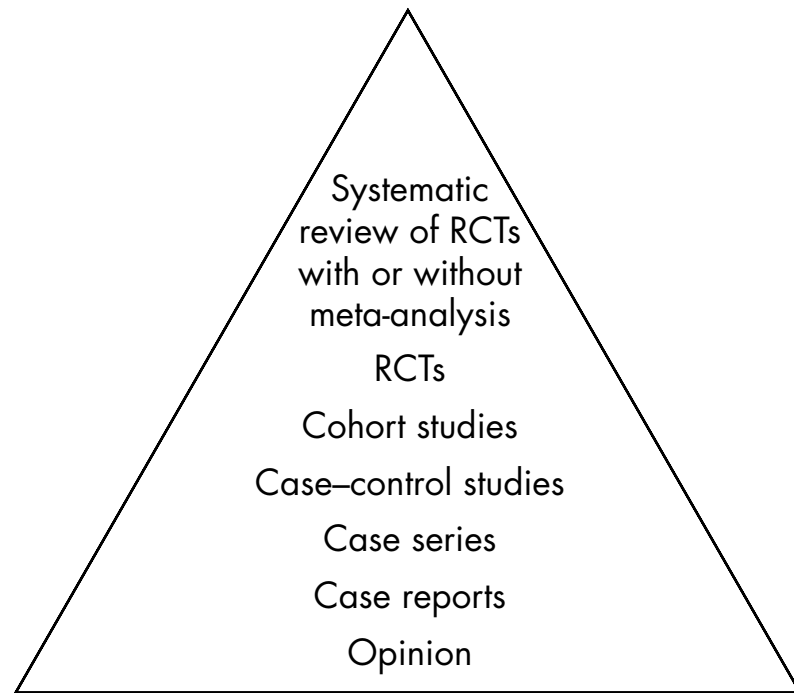 Systematic
review of RCTs
with or without
meta-analysis
RCTs
Cohort studies
Case–control studies
Case series
Case reports
Opinion